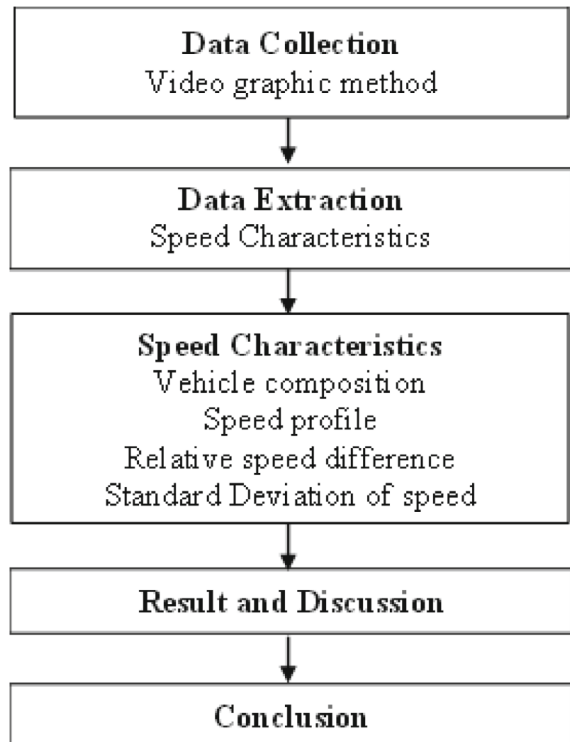 Data Collection
Video graphic method
Data Extraction
Speed Characteristics
Speed Characteristics
Vehicle composition
Speed profile
Relative speed difference
Standard Deviation of speed
Result and Discussion
Conclusion